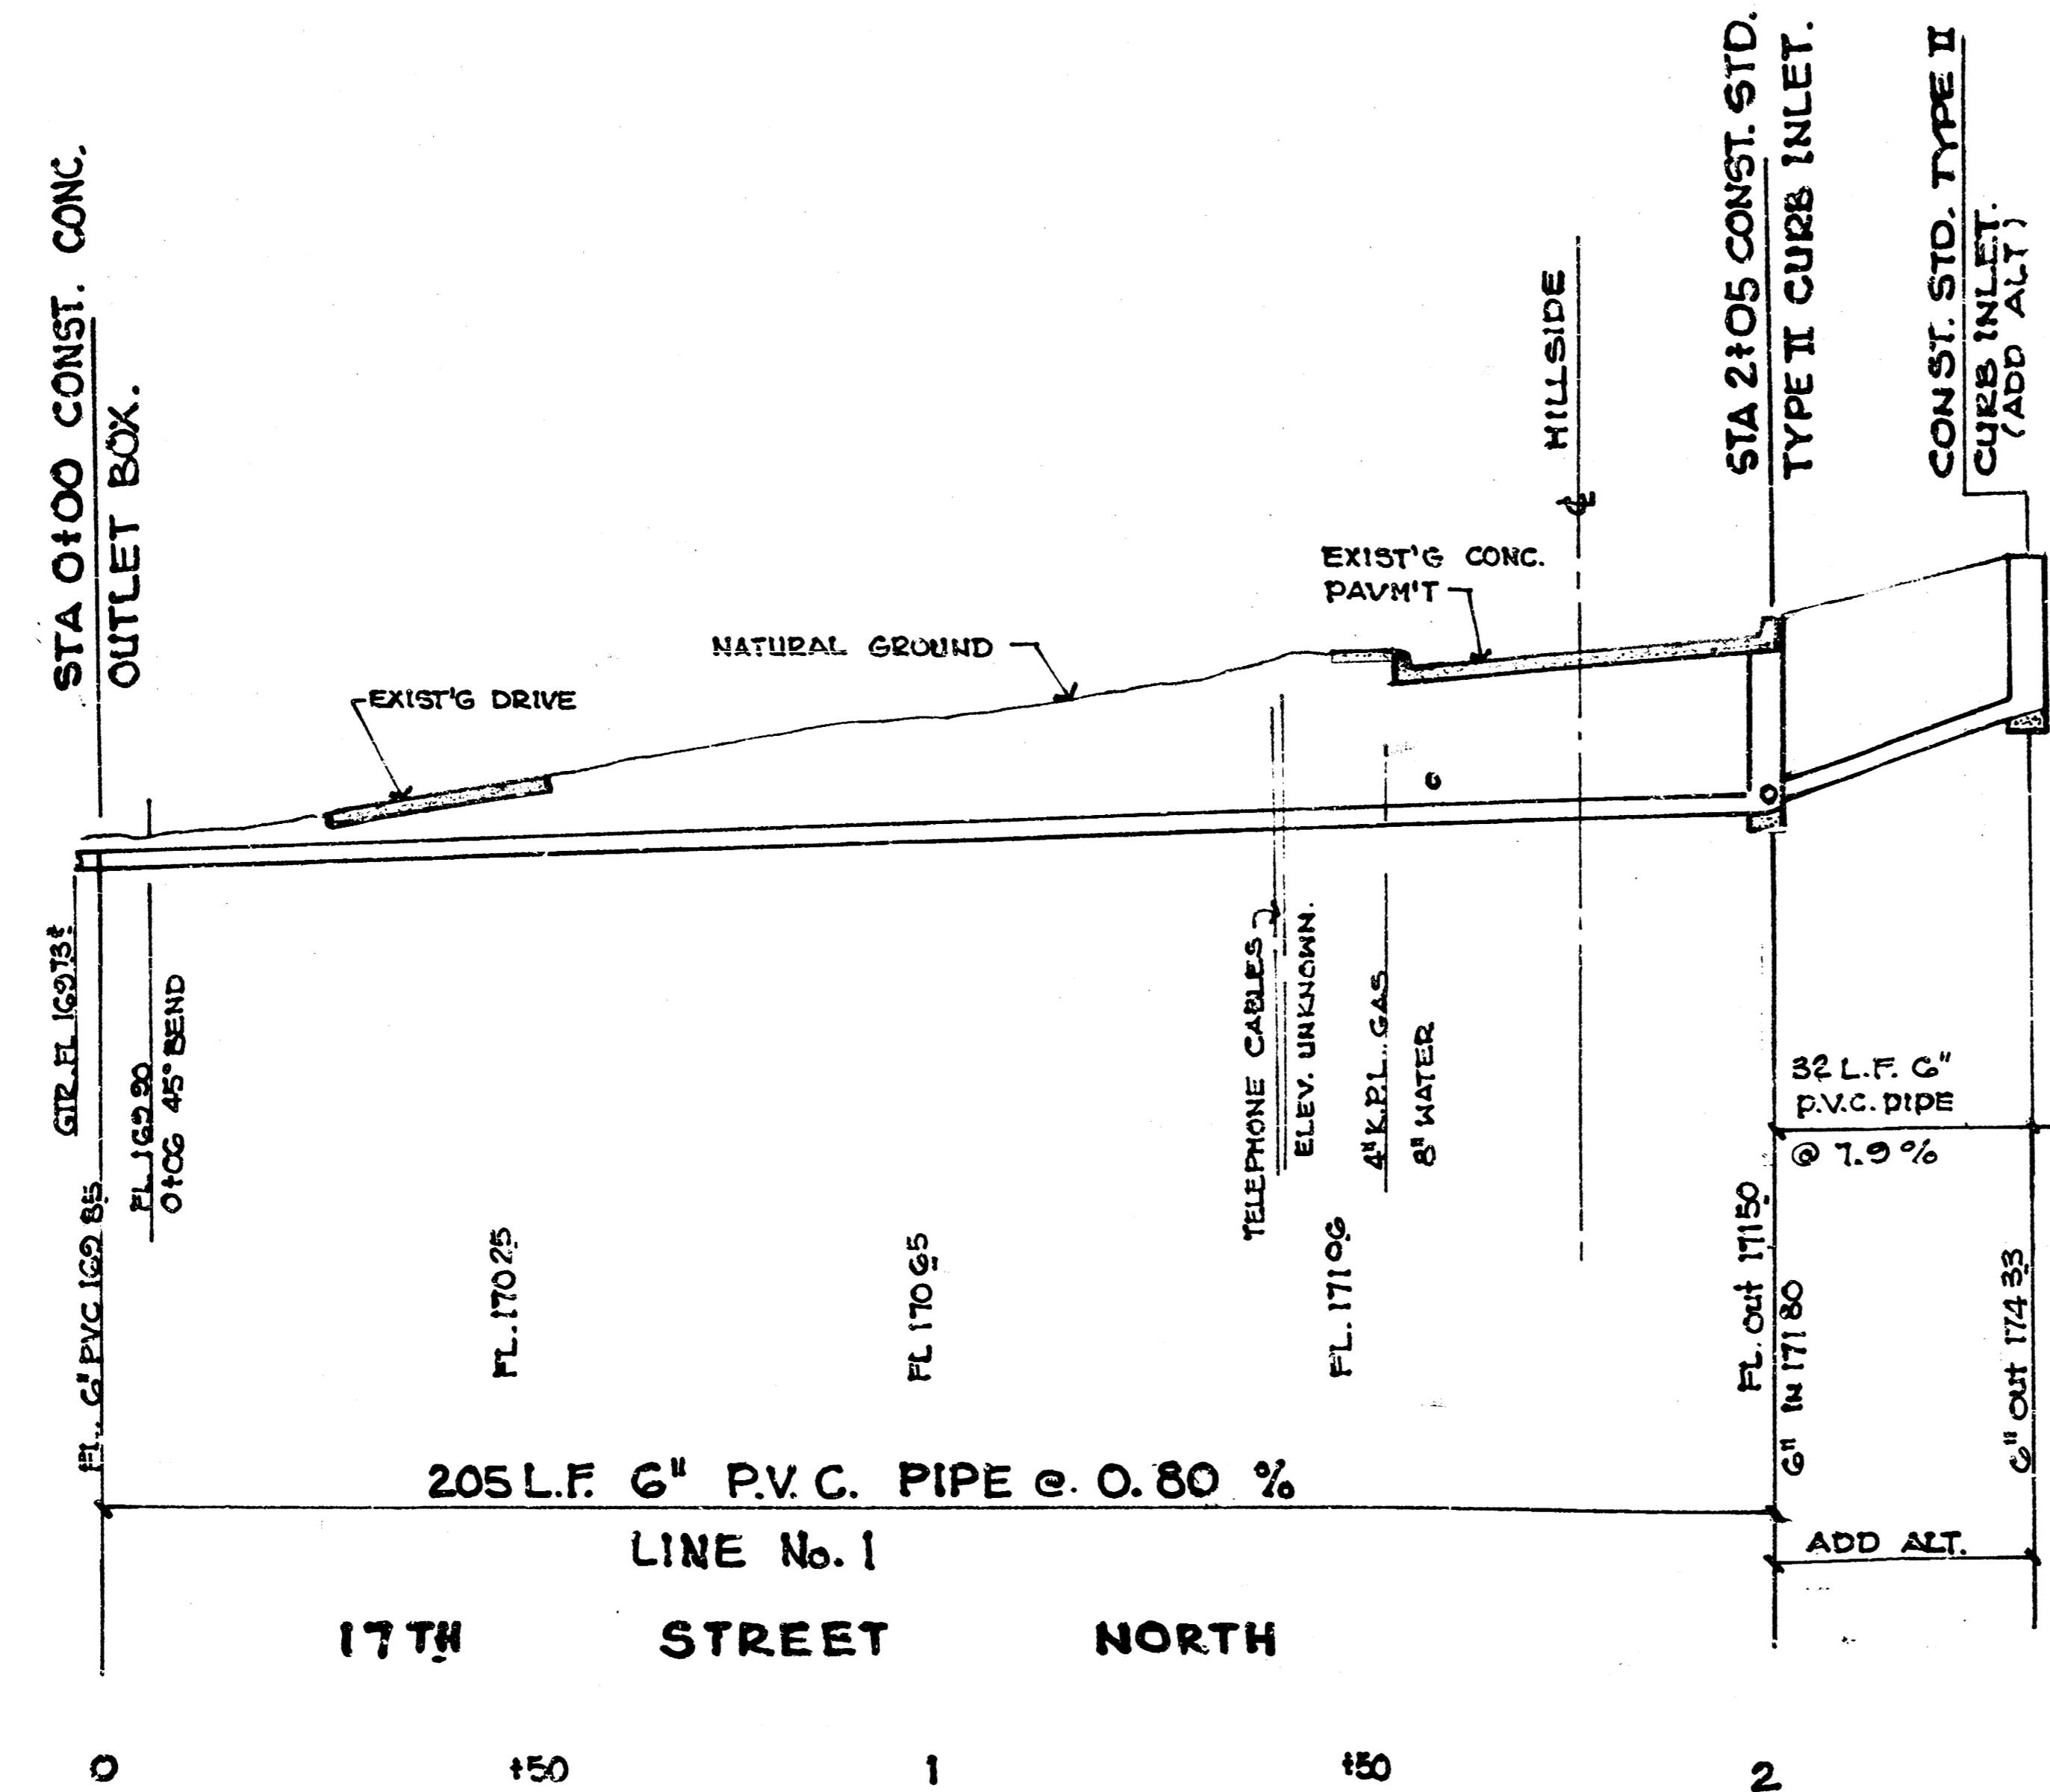 STA 0+00 CONST. CONC.
OUTLET BOX.
STA 2+05 CONST. STD.
TYPE II CURB INLET.
CONST. STD. TYPE II
CURB INLET.
(ADD ALT)
HILLSIDE
℄
EXIST'G CONC.
PAVM'T
NATURAL GROUND
EXIST'G DRIVE
GTR. FL 169 73±
FL. 6" PVC 169 85
FL. 169 90
0+06 45° BEND
FL. 170 25
FL 170 65
TELEPHONE CABLES
ELEV. UNKNOWN.
FL. 171 06
4" K.P.L. GAS
8" WATER
FL. out 171 50
6" IN 171 80
6" out 174 33
32 L.F. 6"
P.V.C. PIPE
@ 7.9 %
205 L.F. 6" P.V.C. PIPE @. 0.80 %
LINE No. 1
ADD ALT.
17TH STREET NORTH
0 +50 1 +50 2